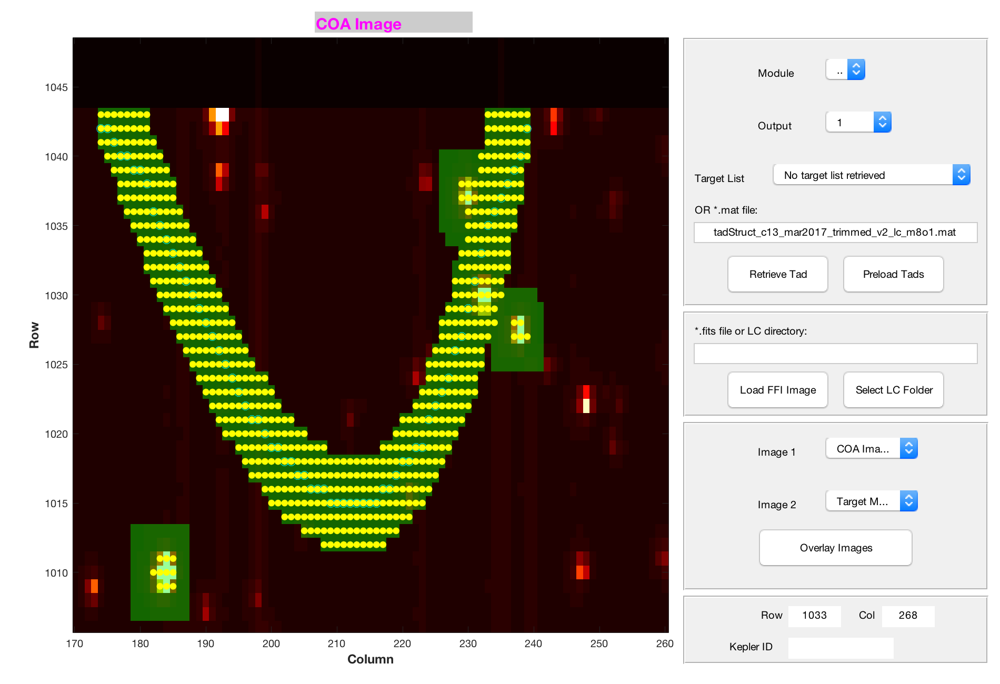 COA Image
1045
1040
1035
1030
1025
1020
1015
1010
Row
170 180 190 200 210 220 230 240 250 260
Column
Module ..
Output 1
Target List No target list retrieved
OR *.mat file:
tadStruct_c13_mar2017_trimmed_v2_lc_m8o1.mat
Retrieve Tad Preload Tads
*.fits file or LC directory:
Load FFI Image Select LC Folder
Image 1 COA Ima...
Image 2 Target M...
Overlay Images
Row 1033 Col 268
Kepler ID